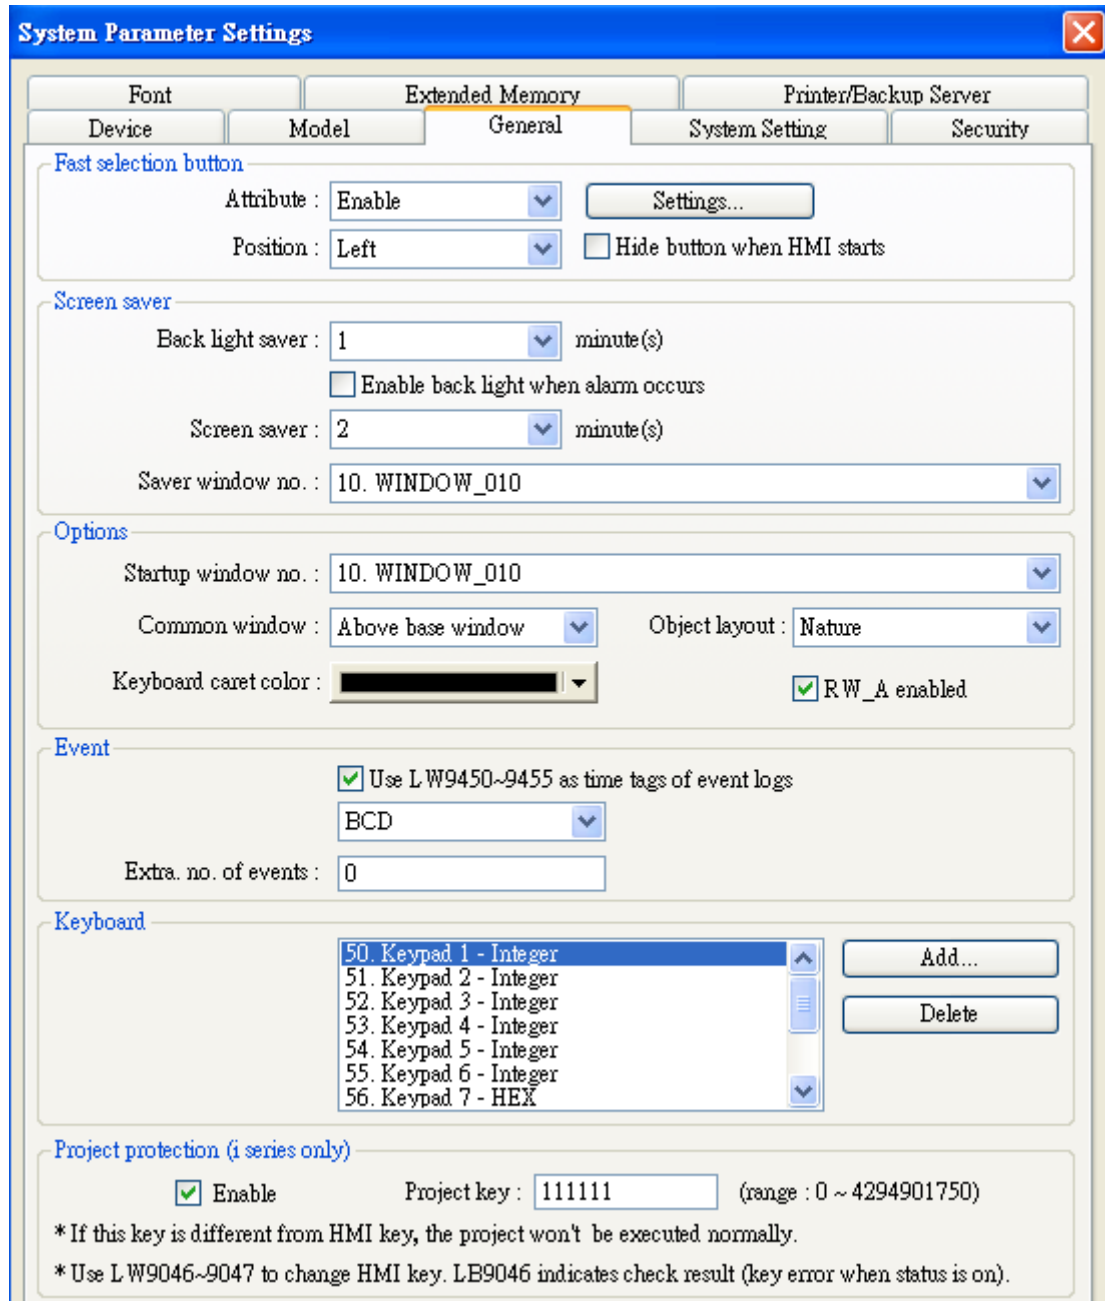 System Parameter Settings
Font Extended Memory Printer/Backup Server
Device Model General System Setting Security
Fast selection button
Attribute : Enable Settings...
Position : Left Hide button when HMI starts
Screen saver
Back light saver : 1 minute(s)
Enable back light when alarm occurs
Screen saver : 2 minute(s)
Saver window no. : 10. WINDOW_010
Options
Startup window no. : 10. WINDOW_010
Common window : Above base window Object layout : Nature
Keyboard caret color : RW_A enabled
Event
Use LW9450~9455 as time tags of event logs
BCD
Extra. no. of events : 0
Keyboard
50. Keypad 1 - Integer Add...
51. Keypad 2 - Integer
52. Keypad 3 - Integer
53. Keypad 4 - Integer Delete
54. Keypad 5 - Integer
55. Keypad 6 - Integer
56. Keypad 7 - HEX
Project protection (i series only)
Enable Project key : 111111 (range : 0 ~ 4294901750)
* If this key is different from HMI key, the project won't be executed normally.
* Use LW9046~9047 to change HMI key. LB9046 indicates check result (key error when status is on).